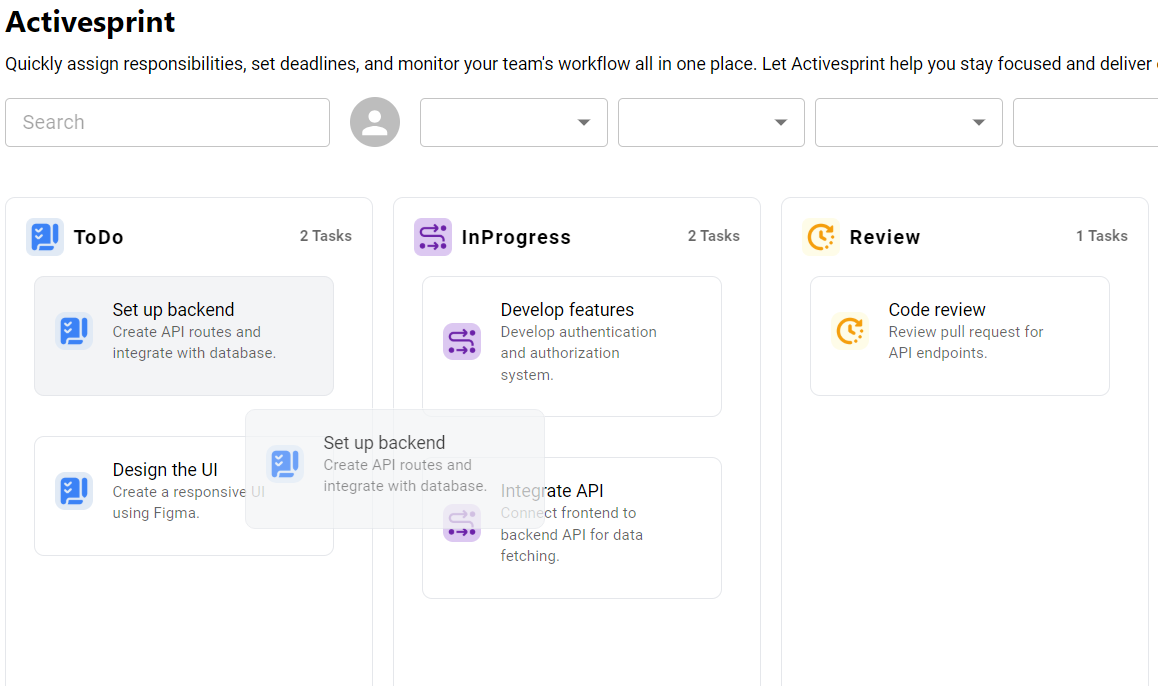 Activesprint
Quickly assign responsibilities, set deadlines, and monitor your team's workflow all in one place. Let Activesprint help you stay focused and deliver
Search
ToDo
2 Tasks
Set up backend
Create API routes and
integrate with database.
Design the UI
Create a responsive UI
using Figma.
Set up backend
Create API routes and
integrate with database.
InProgress
2 Tasks
Develop features
Develop authentication
and authorization
system.
Integrate API
Connect frontend to
backend API for data
fetching.
Review
1 Tasks
Code review
Review pull request for
API endpoints.